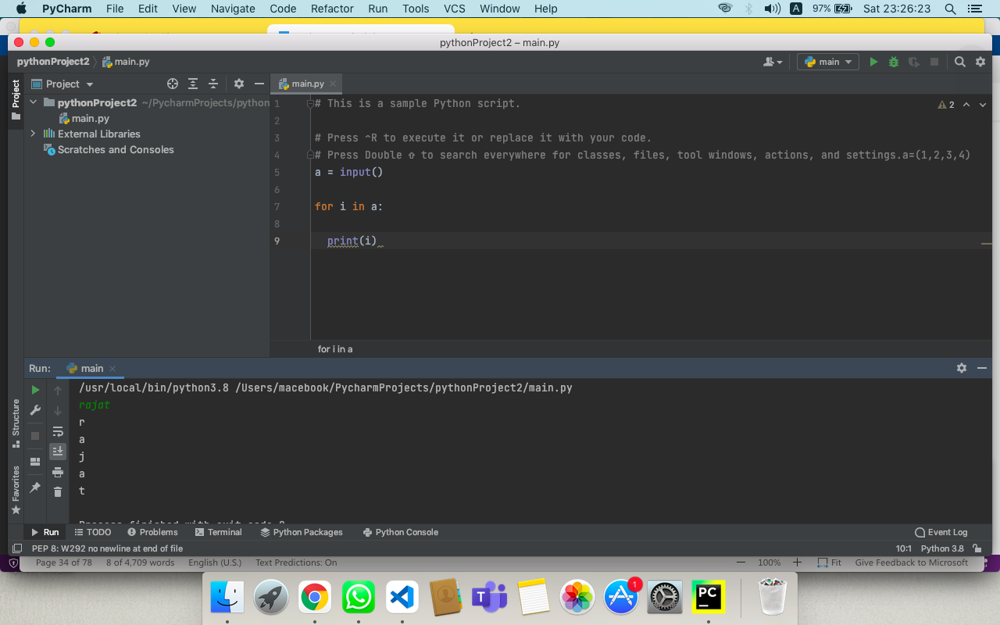 PyCharm File Edit View Navigate Code Refactor Run Tools VCS Window Help 97% Sat 23:26:23
pythonProject2 – main.py
pythonProject2 main.py main
Project
Project main.py
pythonProject2 ~/PycharmProjects/python
main.py
External Libraries
Scratches and Consoles
1 # This is a sample Python script. 2
2
3 # Press ^R to execute it or replace it with your code.
4 # Press Double ⇧ to search everywhere for classes, files, tool windows, actions, and settings.a=(1,2,3,4)
5 a = input()
6
7 for i in a:
8
9 print(i)
for i in a
Run: main
/usr/local/bin/python3.8 /Users/macebook/PycharmProjects/pythonProject2/main.py
rajat
r
a
j
a
t
Process finished with exit code 0
Structure
Favorites
Run TODO Problems Terminal Python Packages Python Console Event Log
PEP 8: W292 no newline at end of file 10:1 Python 3.8
Page 34 of 78 8 of 4,709 words English (U.S.) Text Predictions: On 100% Fit Give Feedback to Microsoft
T
1
PC